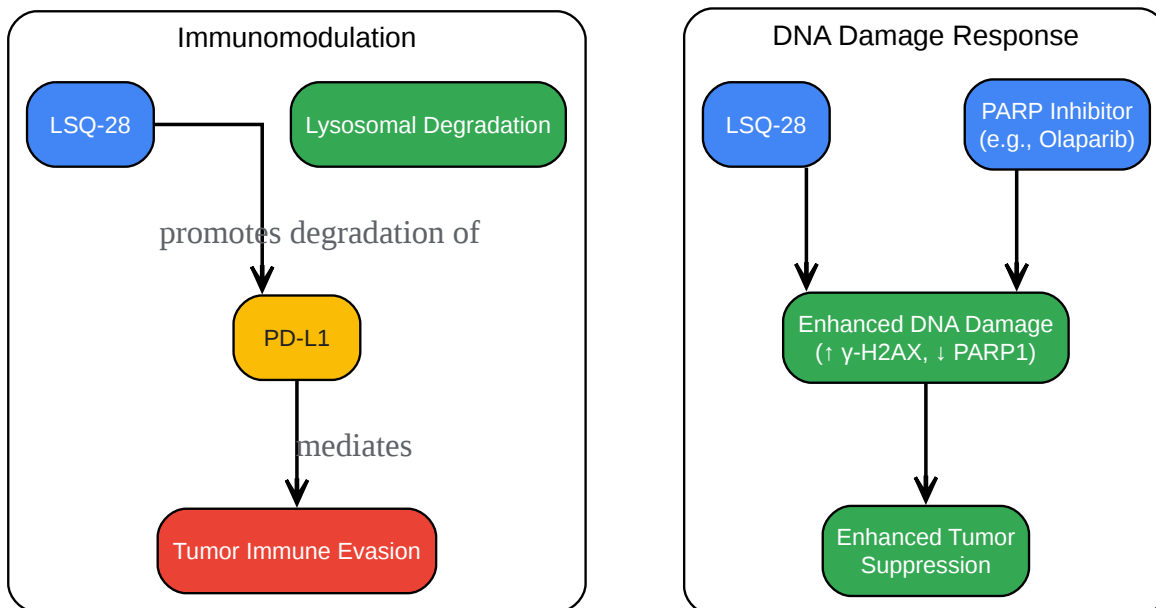 Immunomodulation
LSQ-28
Lysosomal Degradation
promotes degradation of
PD-L1
mediates
Tumor Immune Evasion
DNA Damage Response
LSQ-28
PARP Inhibitor
(e.g., Olaparib)
Enhanced DNA Damage
(↑ γ-H2AX, ↓ PARP1)
Enhanced Tumor
Suppression